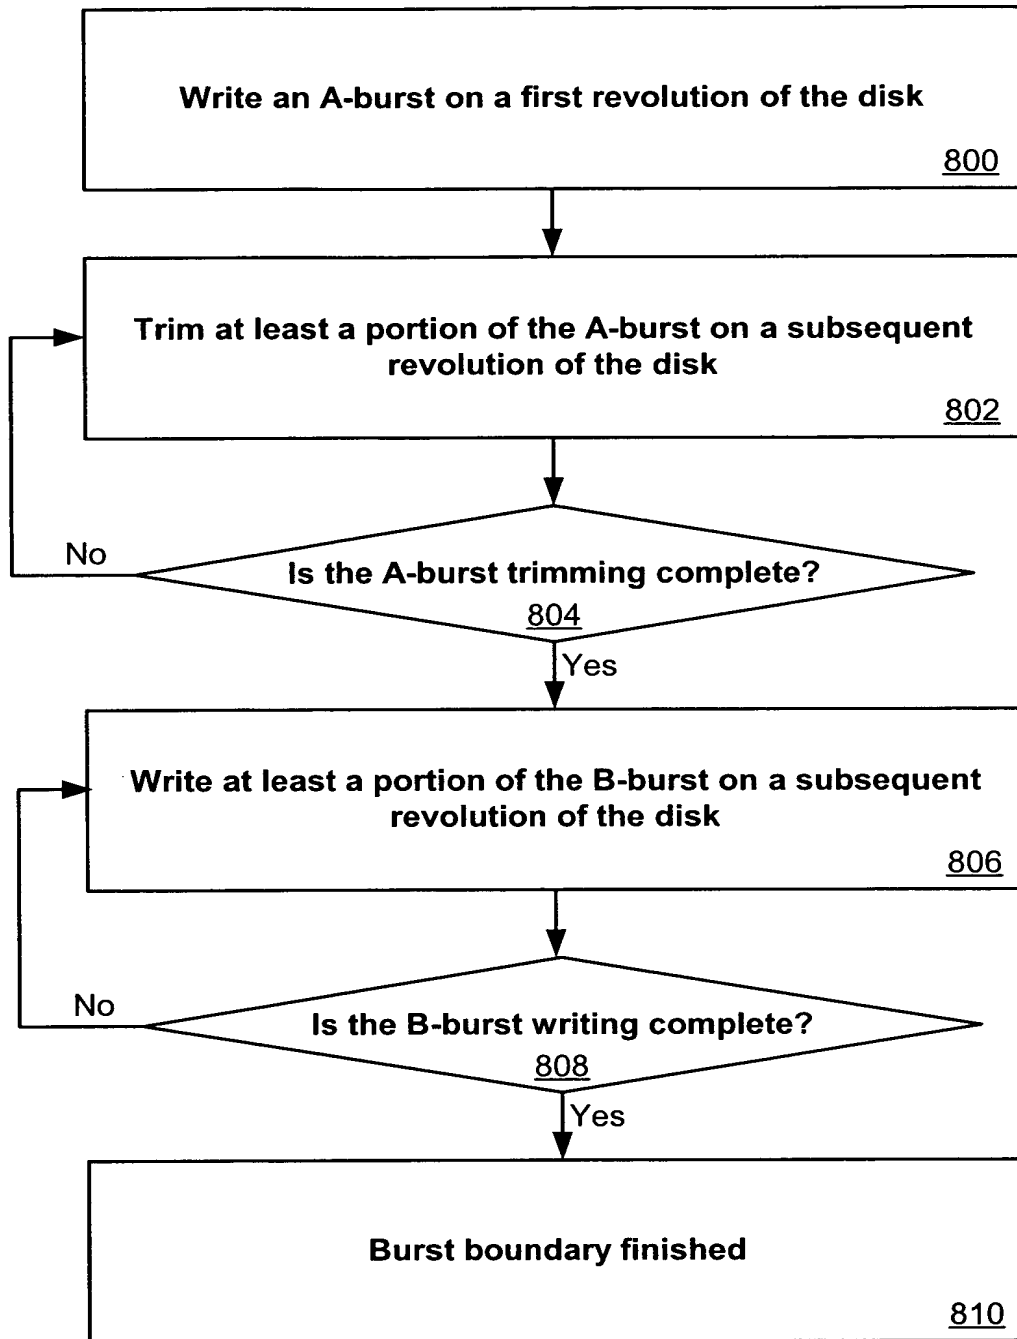 Write an A-burst on a first revolution of the disk
800
Trim at least a portion of the A-burst on a subsequent
revolution of the disk
802
Is the A-burst trimming complete?
804
No
Yes
Write at least a portion of the B-burst on a subsequent
revolution of the disk
806
Is the B-burst writing complete?
808
No
Yes
Burst boundary finished
810